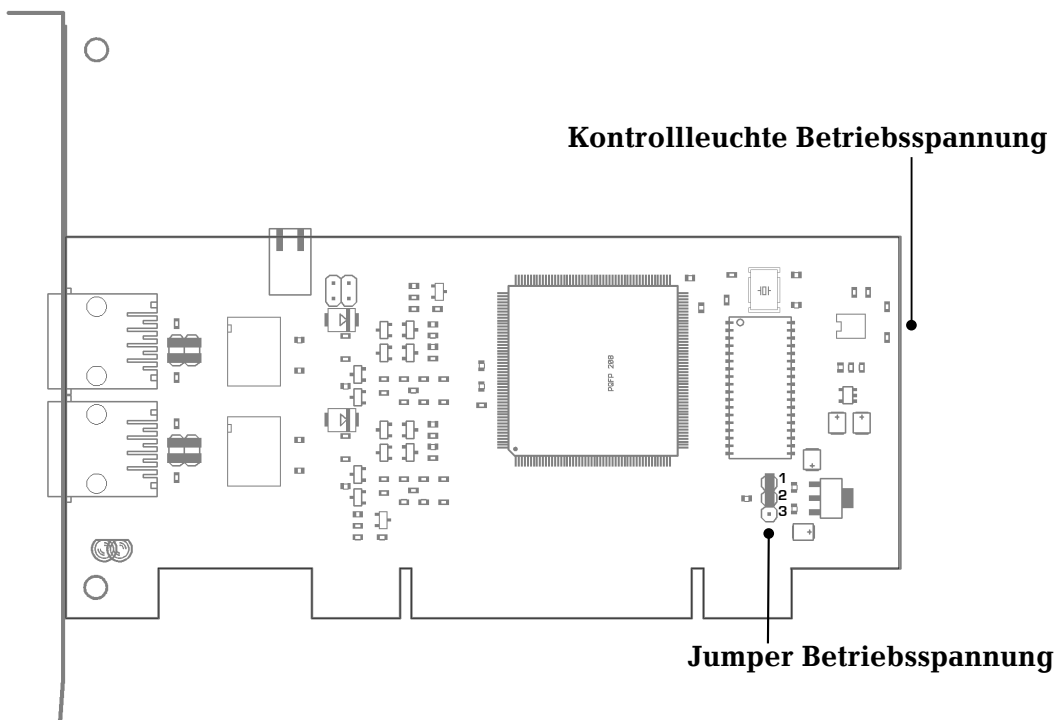 Kontrollleuchte Betriebsspannung
PQFP 208
1
2
3
Jumper Betriebsspannung